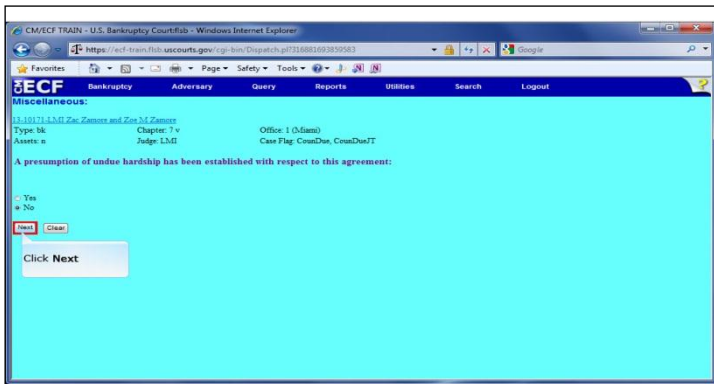 CM/ECF TRAIN - U.S. Bankruptcy Court:flsb - Windows Internet Explorer
https://ecf-train.flsb.uscourts.gov/cgi-bin/Dispatch.pl?316881693859583
Google
Favorites Page Safety Tools
ECF Bankruptcy Adversary Query Reports Utilities Search Logout ?
Miscellaneous:
13-10171-LMI Zac Zamore and Zoe M Zamore
Type: bk Chapter: 7 v Office: 1 (Miami)
Assets: n Judge: LMI Case Flag: CounDue, CounDueJT
A presumption of undue hardship has been established with respect to this agreement:
Yes
No
Next Clear
Click Next